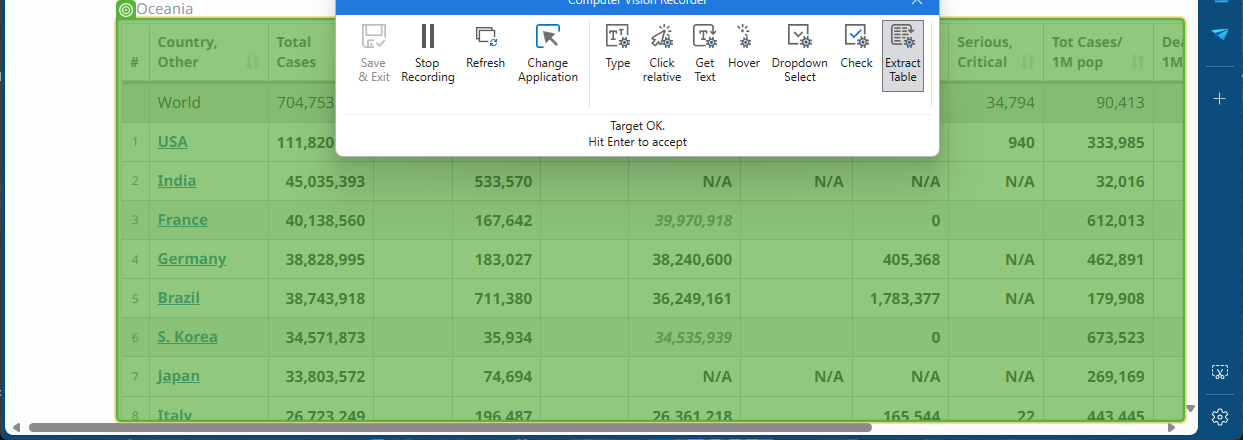 Computer Vision Recorder
Oceania
Save & Exit
Stop Recording
Refresh
Change Application
Type
Click relative
Get Text
Hover
Dropdown Select
Check
Extract Table
Target OK.
Hit Enter to accept
# Country, Other Total Cases Serious, Critical Tot Cases/ 1M pop
World 704,753 34,794 90,413
1 USA 111,820 940 333,985
2 India 45,035,393 533,570 N/A N/A N/A N/A 32,016
3 France 40,138,560 167,642 39,970,918 0 612,013
4 Germany 38,828,995 183,027 38,240,600 405,368 N/A 462,891
5 Brazil 38,743,918 711,380 36,249,161 1,783,377 N/A 179,908
6 S. Korea 34,571,873 35,934 34,535,939 0 673,523
7 Japan 33,803,572 74,694 N/A N/A N/A N/A 269,169
8 Italy 26,723,249 196,487 26,361,218 165,544 22 443,445